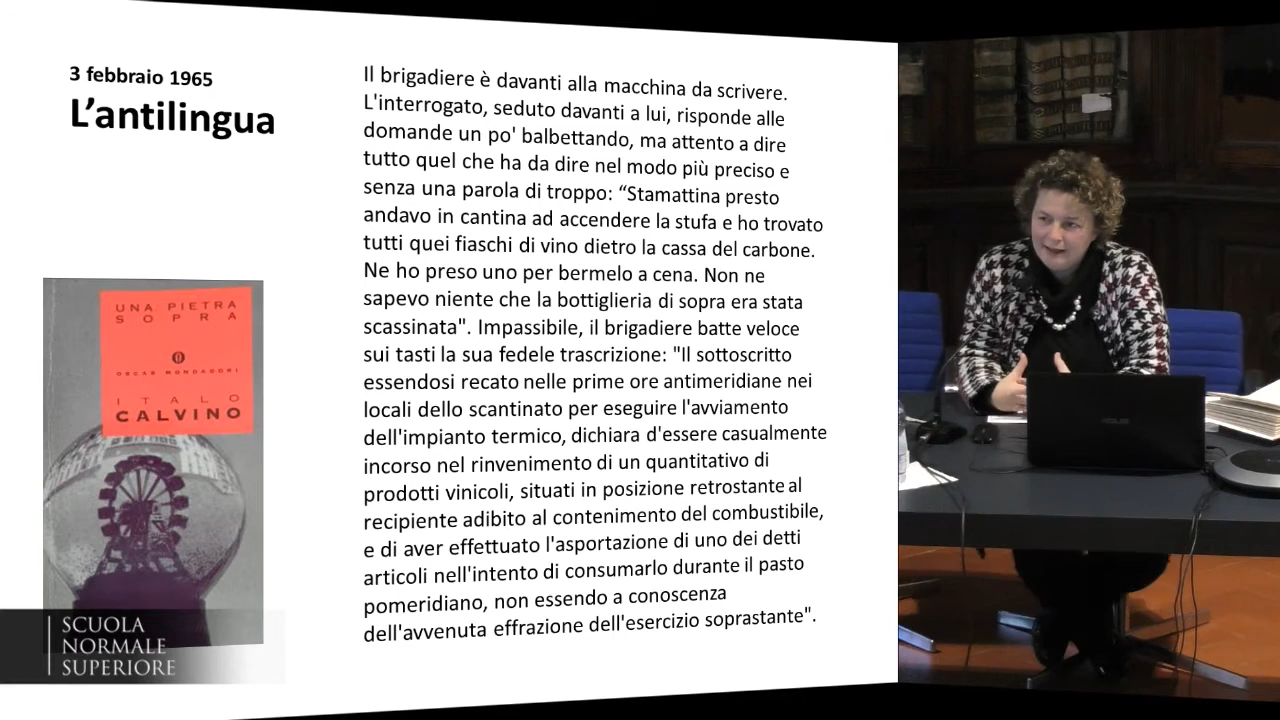 3 febbraio 1965
L’antilingua
Il brigadiere è davanti alla macchina da scrivere.
L'interrogato, seduto davanti a lui, risponde alle
domande un po' balbettando, ma attento a dire
tutto quel che ha da dire nel modo più preciso e
senza una parola di troppo: “Stamattina presto
andavo in cantina ad accendere la stufa e ho trovato
tutti quei fiaschi di vino dietro la cassa del carbone.
Ne ho preso uno per bermelo a cena. Non ne
sapevo niente che la bottiglieria di sopra era stata
scassinata". Impassibile, il brigadiere batte veloce
sui tasti la sua fedele trascrizione: "Il sottoscritto
essendosi recato nelle prime ore antimeridiane nei
locali dello scantinato per eseguire l'avviamento
dell'impianto termico, dichiara d'essere casualmente
incorso nel rinvenimento di un quantitativo di
prodotti vinicoli, situati in posizione retrostante al
recipiente adibito al contenimento del combustibile,
e di aver effettuato l'asportazione di uno dei detti
articoli nell'intento di consumarlo durante il pasto
pomeridiano, non essendo a conoscenza
dell'avvenuta effrazione dell'esercizio soprastante".
UNA PIETRA
SOPRA
OSCAR MONDADORI
ITALO
CALVINO
SCUOLA
NORMALE
SUPERIORE
ASUS